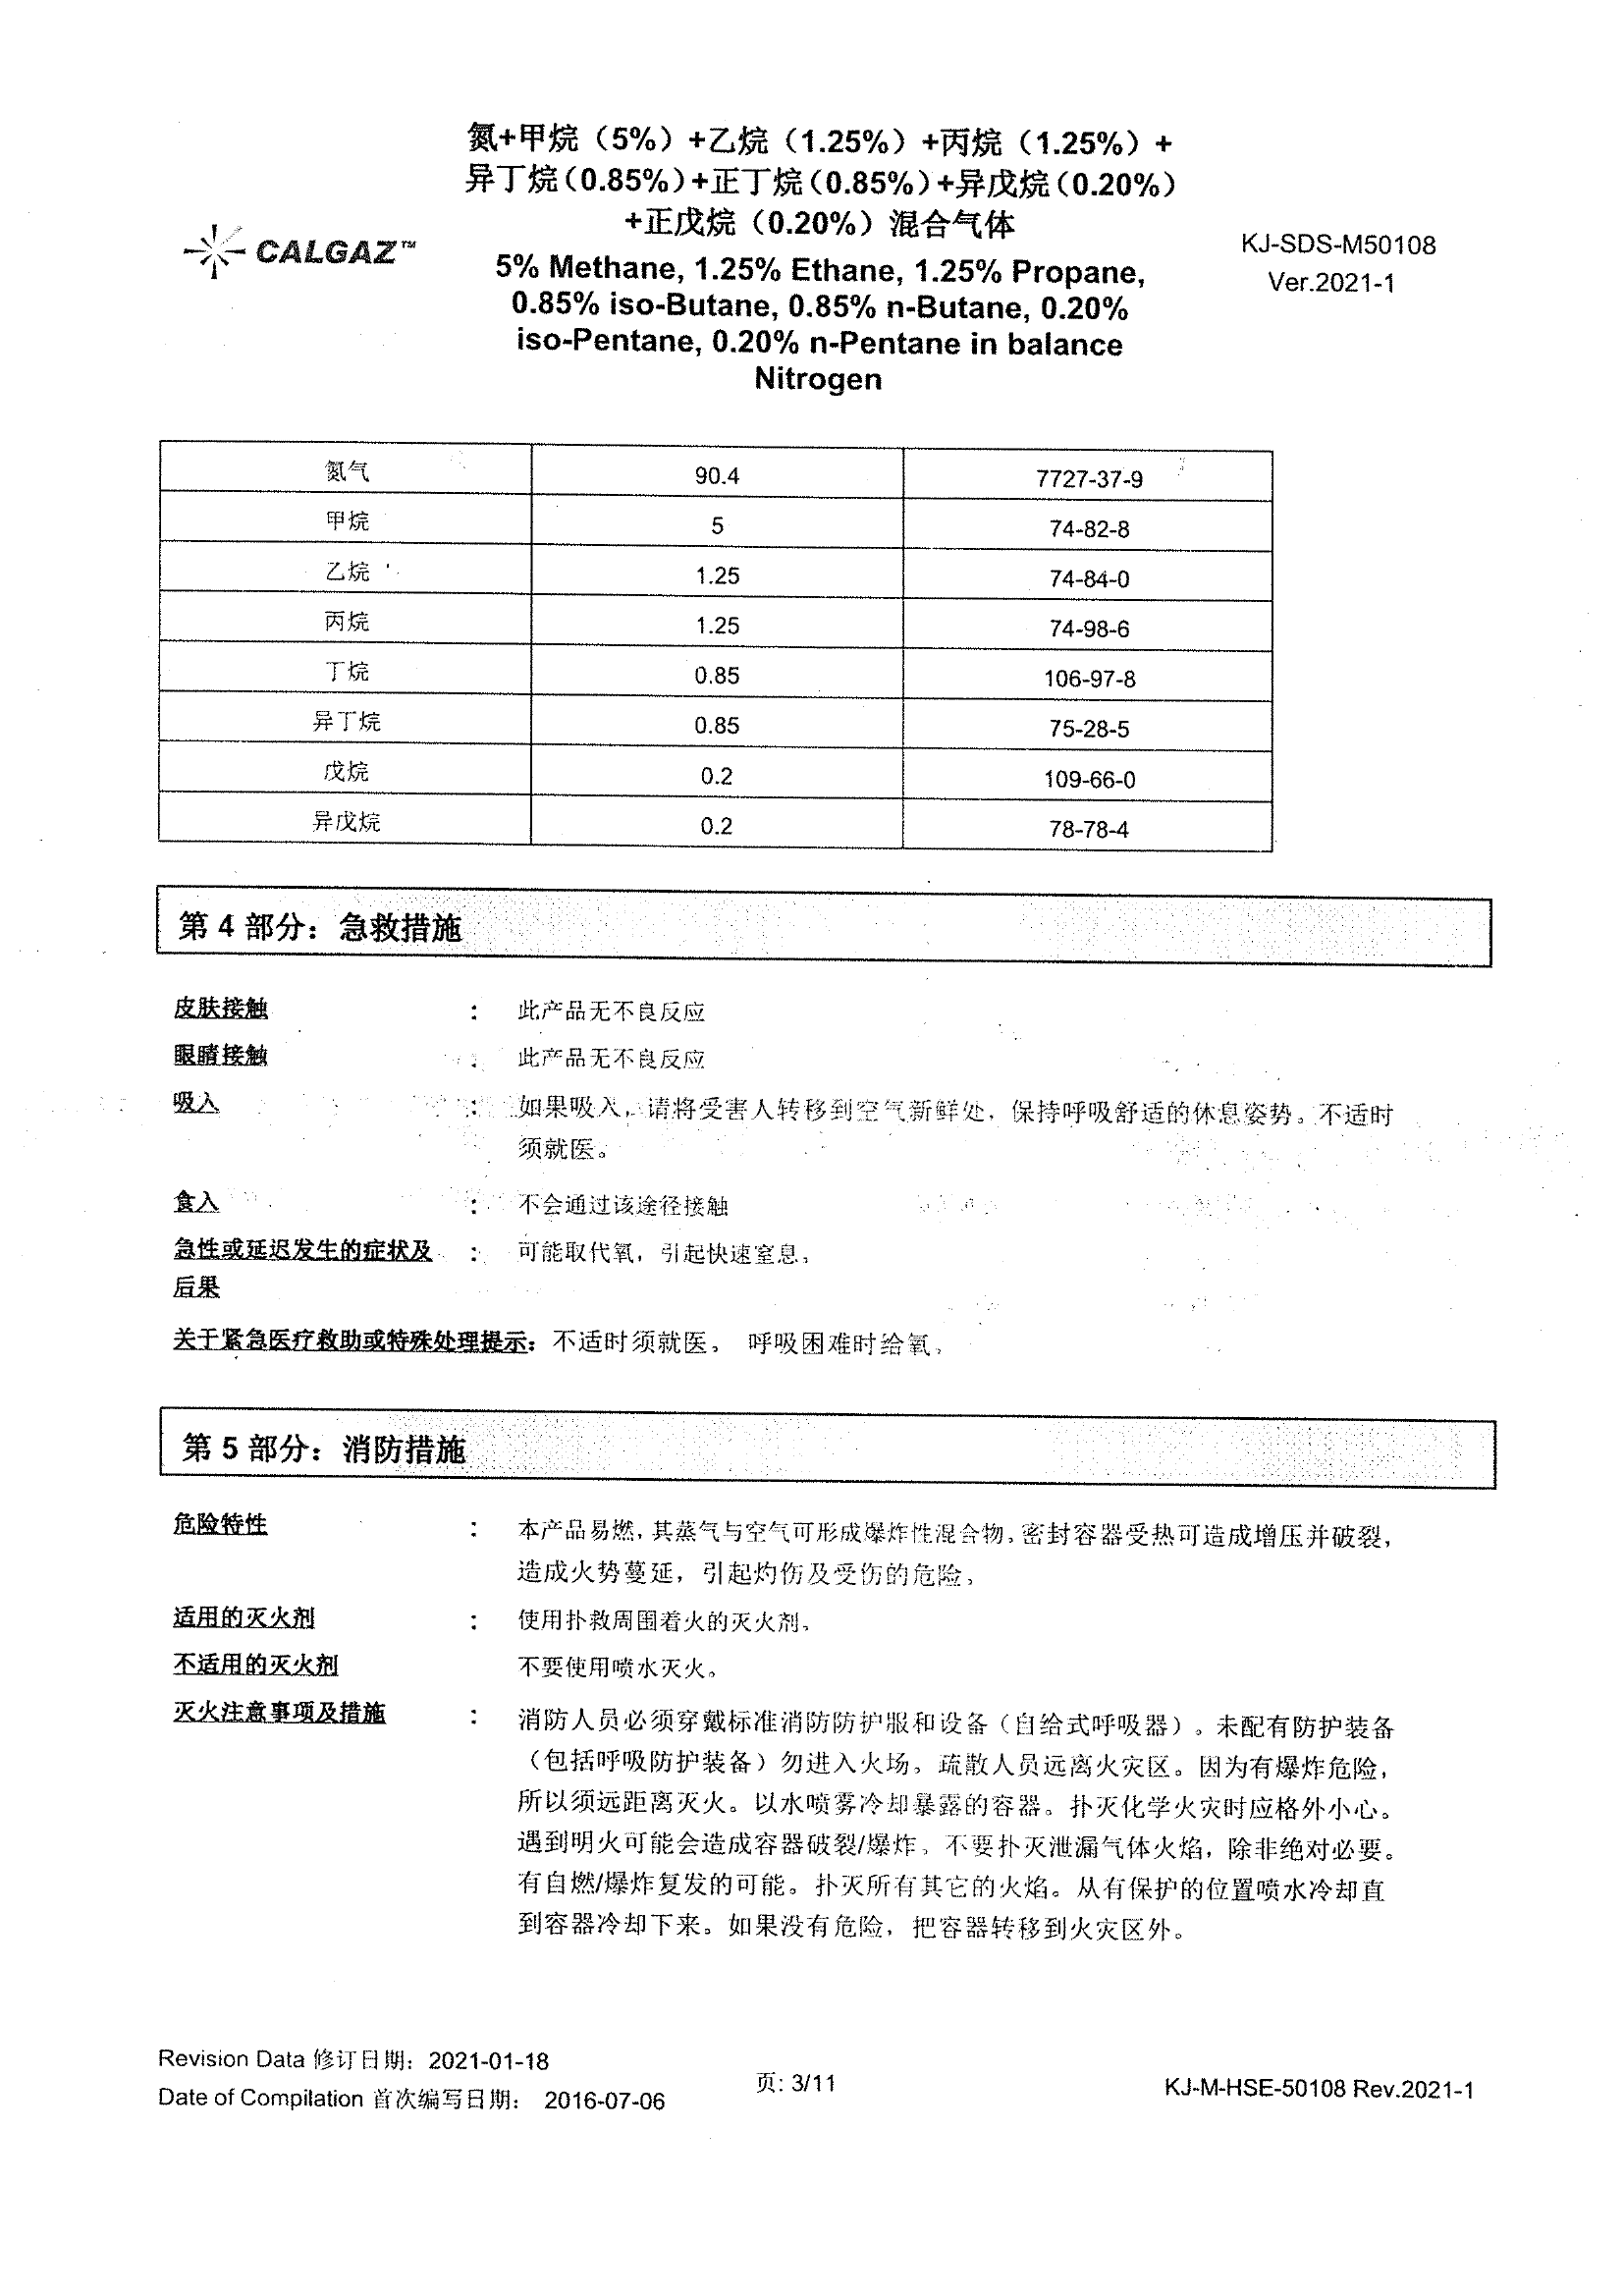 氮+甲烷（5%）+乙烷（1.25%）+丙烷（1.25%）+
异丁烷（0.85%）+正丁烷（0.85%）+异戊烷（0.20%）
+正戊烷（0.20%）混合气体
CALGAZ™
5% Methane, 1.25% Ethane, 1.25% Propane,
0.85% iso-Butane, 0.85% n-Butane, 0.20%
iso-Pentane, 0.20% n-Pentane in balance
Nitrogen
KJ-SDS-M50108
Ver.2021-1
氮气 90.4 7727-37-9
甲烷 5 74-82-8
乙烷 1.25 74-84-0
丙烷 1.25 74-98-6
丁烷 0.85 106-97-8
异丁烷 0.85 75-28-5
戊烷 0.2 109-66-0
异戊烷 0.2 78-78-4
第 4 部分：急救措施
皮肤接触 ： 此产品无不良反应
眼睛接触 ： 此产品无不良反应
吸入 ： 如果吸入，请将受害人转移到空气新鲜处，保持呼吸舒适的休息姿势。不适时
须就医。
食入 ： 不会通过该途径接触
急性或延迟发生的症状及 ： 可能取代氧，引起快速窒息。
后果
关于紧急医疗救助或特殊处理提示：不适时须就医。 呼吸困难时给氧。
第 5 部分：消防措施
危险特性 ： 本产品易燃，其蒸气与空气可形成爆炸性混合物。密封容器受热可造成增压并破裂，
造成火势蔓延，引起灼伤及受伤的危险。
适用的灭火剂 ： 使用扑救周围着火的灭火剂。
不适用的灭火剂 不要使用喷水灭火。
灭火注意事项及措施 ： 消防人员必须穿戴标准消防防护服和设备（自给式呼吸器）。未配有防护装备
（包括呼吸防护装备）勿进入火场。疏散人员远离火灾区。因为有爆炸危险，
所以须远距离灭火。以水喷雾冷却暴露的容器。扑灭化学火灾时应格外小心。
遇到明火可能会造成容器破裂/爆炸。不要扑灭泄漏气体火焰，除非绝对必要。
有自燃/爆炸复发的可能。扑灭所有其它的火焰。从有保护的位置喷水冷却直
到容器冷却下来。如果没有危险，把容器转移到火灾区外。
Revision Data 修订日期：2021-01-18
Date of Compilation 首次编写日期： 2016-07-06
页: 3/11
KJ-M-HSE-50108 Rev.2021-1